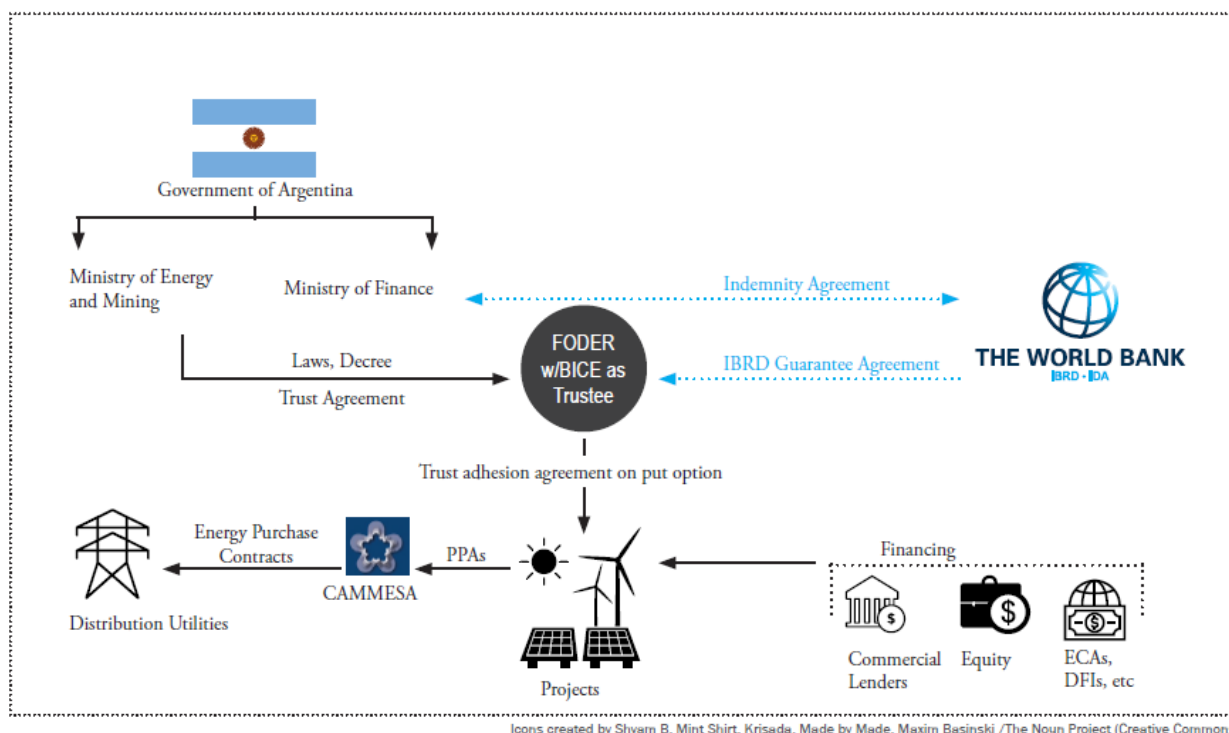 Government of Argentina
Ministry of Energy
and Mining
Ministry of Finance
Indemnity Agreement
THE WORLD BANK
IBRD • IDA
Laws, Decree
Trust Agreement
FODER
w/BICE as
Trustee
IBRD Guarantee Agreement
Trust adhesion agreement on put option
Energy Purchase
Contracts
PPAs
Financing
CAMMESA
Distribution Utilities
Projects
Commercial
Lenders
Equity
ECAs,
DFIs, etc
Icons created by Shyam B, Mint Shirt, Krisada, Made by Made, Maxim Basinski /The Noun Project (Creative Common